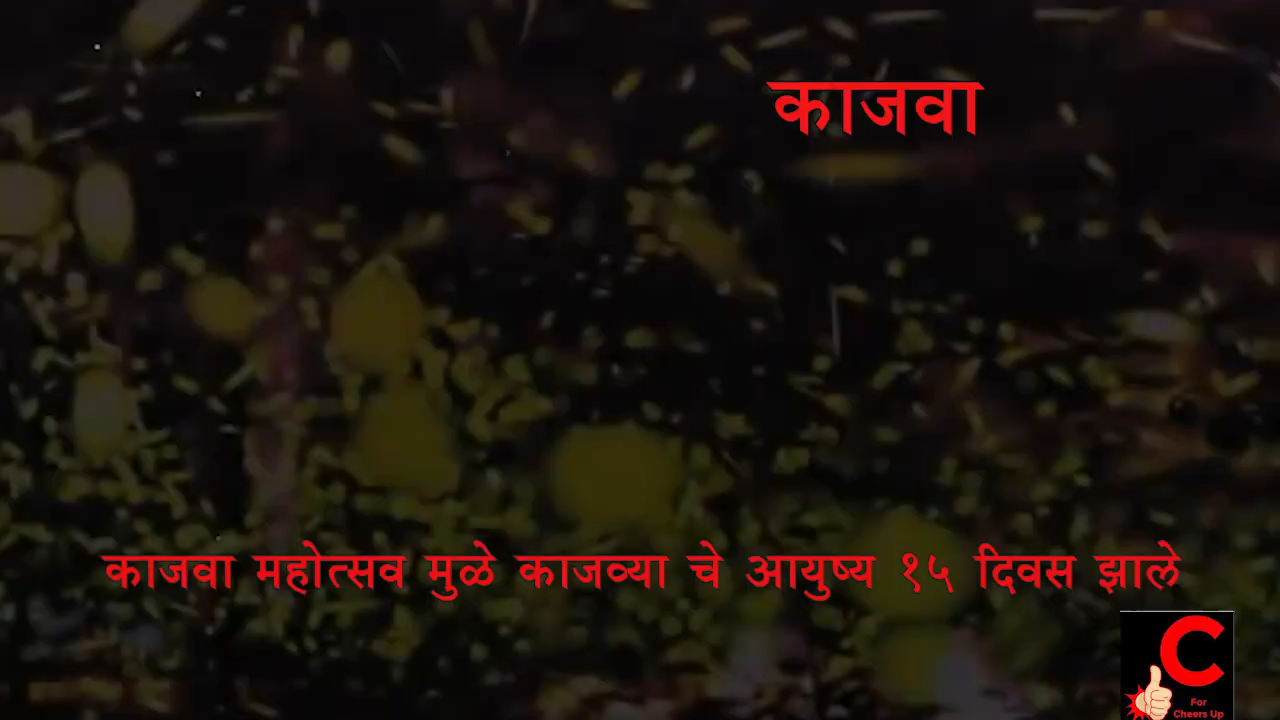 काजवा
काजवा महोत्सव मुळे काजव्या चे आयुष्य १५ दिवस झाले
C
For
Cheers Up